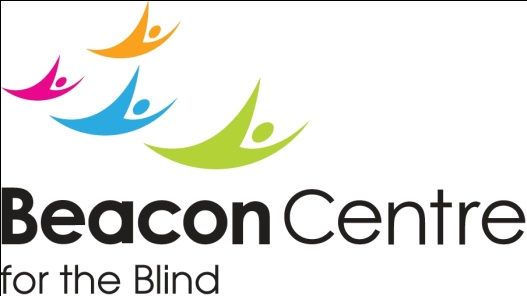 Beacon Centre
for the Blind